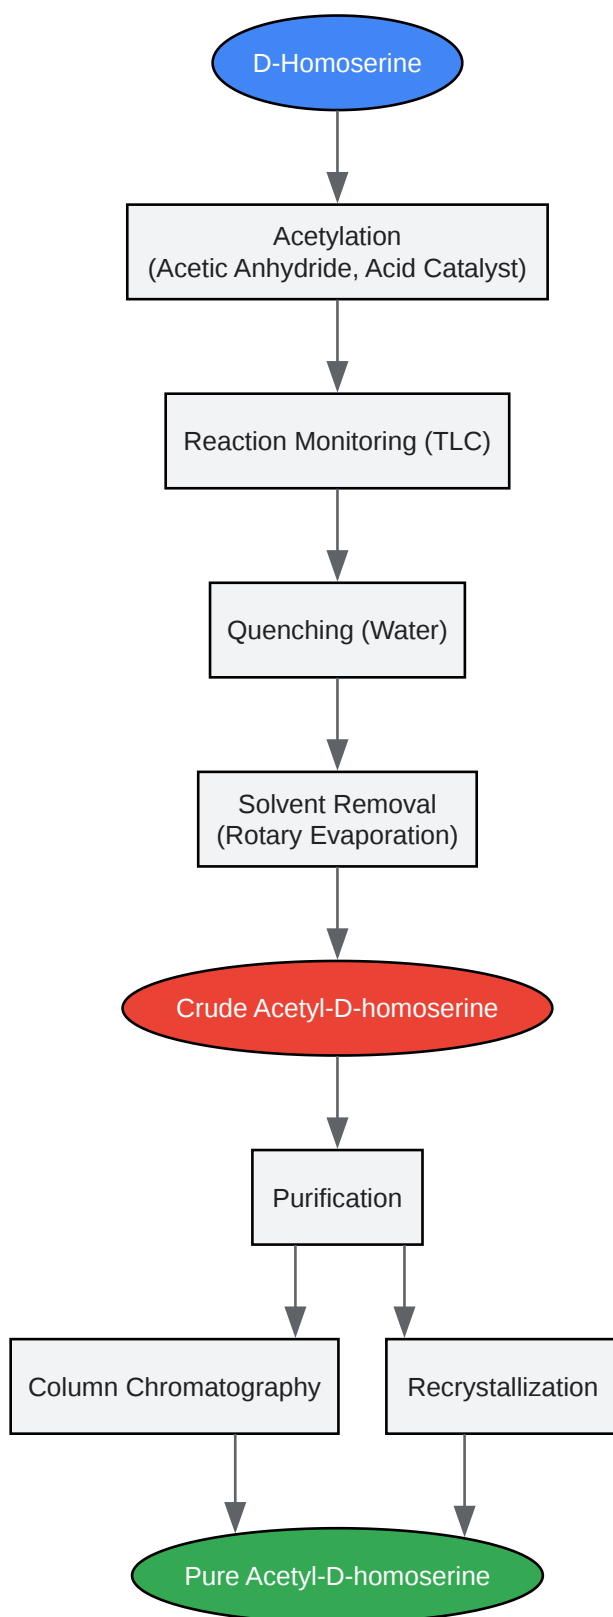 D-Homoserine
Acetylation
(Acetic Anhydride, Acid Catalyst)
Reaction Monitoring (TLC)
Quenching (Water)
Solvent Removal
(Rotary Evaporation)
Crude Acetyl-D-homoserine
Purification
Column Chromatography
Recrystallization
Pure Acetyl-D-homoserine